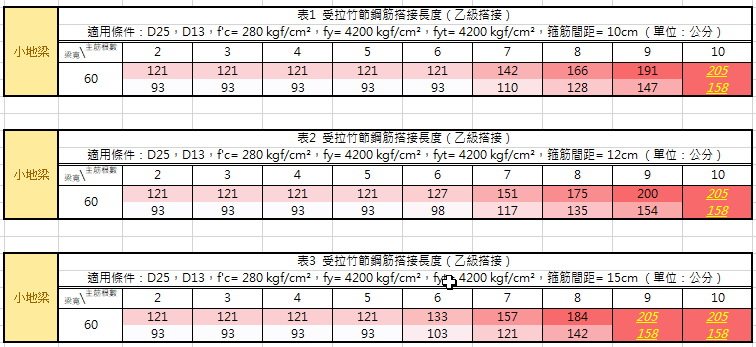 表1 受拉竹節鋼筋搭接長度（乙級搭接）
適用條件：D25，D13，f'c= 280 kgf/cm²，fy= 4200 kgf/cm²，fyt= 4200 kgf/cm²，箍筋間距= 10cm （單位：公分）
小地梁
梁寬\主筋根數 2 3 4 5 6 7 8 9 10
60 121 121 121 121 121 142 166 191 205
93 93 93 93 93 110 128 147 158
表2 受拉竹節鋼筋搭接長度（乙級搭接）
適用條件：D25，D13，f'c= 280 kgf/cm²，fy= 4200 kgf/cm²，fyt= 4200 kgf/cm²，箍筋間距= 12cm （單位：公分）
小地梁
梁寬\主筋根數 2 3 4 5 6 7 8 9 10
60 121 121 121 121 127 151 175 200 205
93 93 93 93 98 117 135 154 158
表3 受拉竹節鋼筋搭接長度（乙級搭接）
適用條件：D25，D13，f'c= 280 kgf/cm²，fy= 4200 kgf/cm²，fyt= 4200 kgf/cm²，箍筋間距= 15cm （單位：公分）
小地梁
梁寬\主筋根數 2 3 4 5 6 7 8 9 10
60 121 121 121 121 133 157 184 205 205
93 93 93 93 103 121 142 158 158